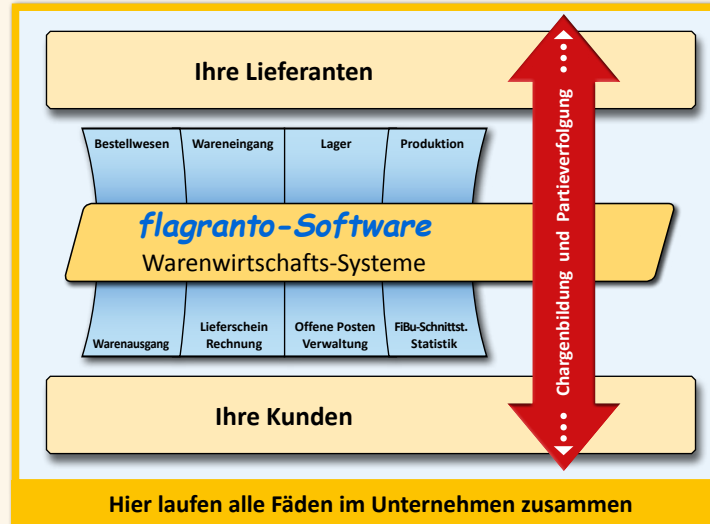 Ihre Lieferanten
Bestellwesen
Wareneingang
Lager
Produktion
flagranto-Software
Warenwirtschafts-Systeme
Warenausgang
Lieferschein
Rechnung
Offene Posten
Verwaltung
FiBu-Schnittst.
Statistik
Ihre Kunden
Chargenbildung und Partieverfolgung
Hier laufen alle Fäden im Unternehmen zusammen